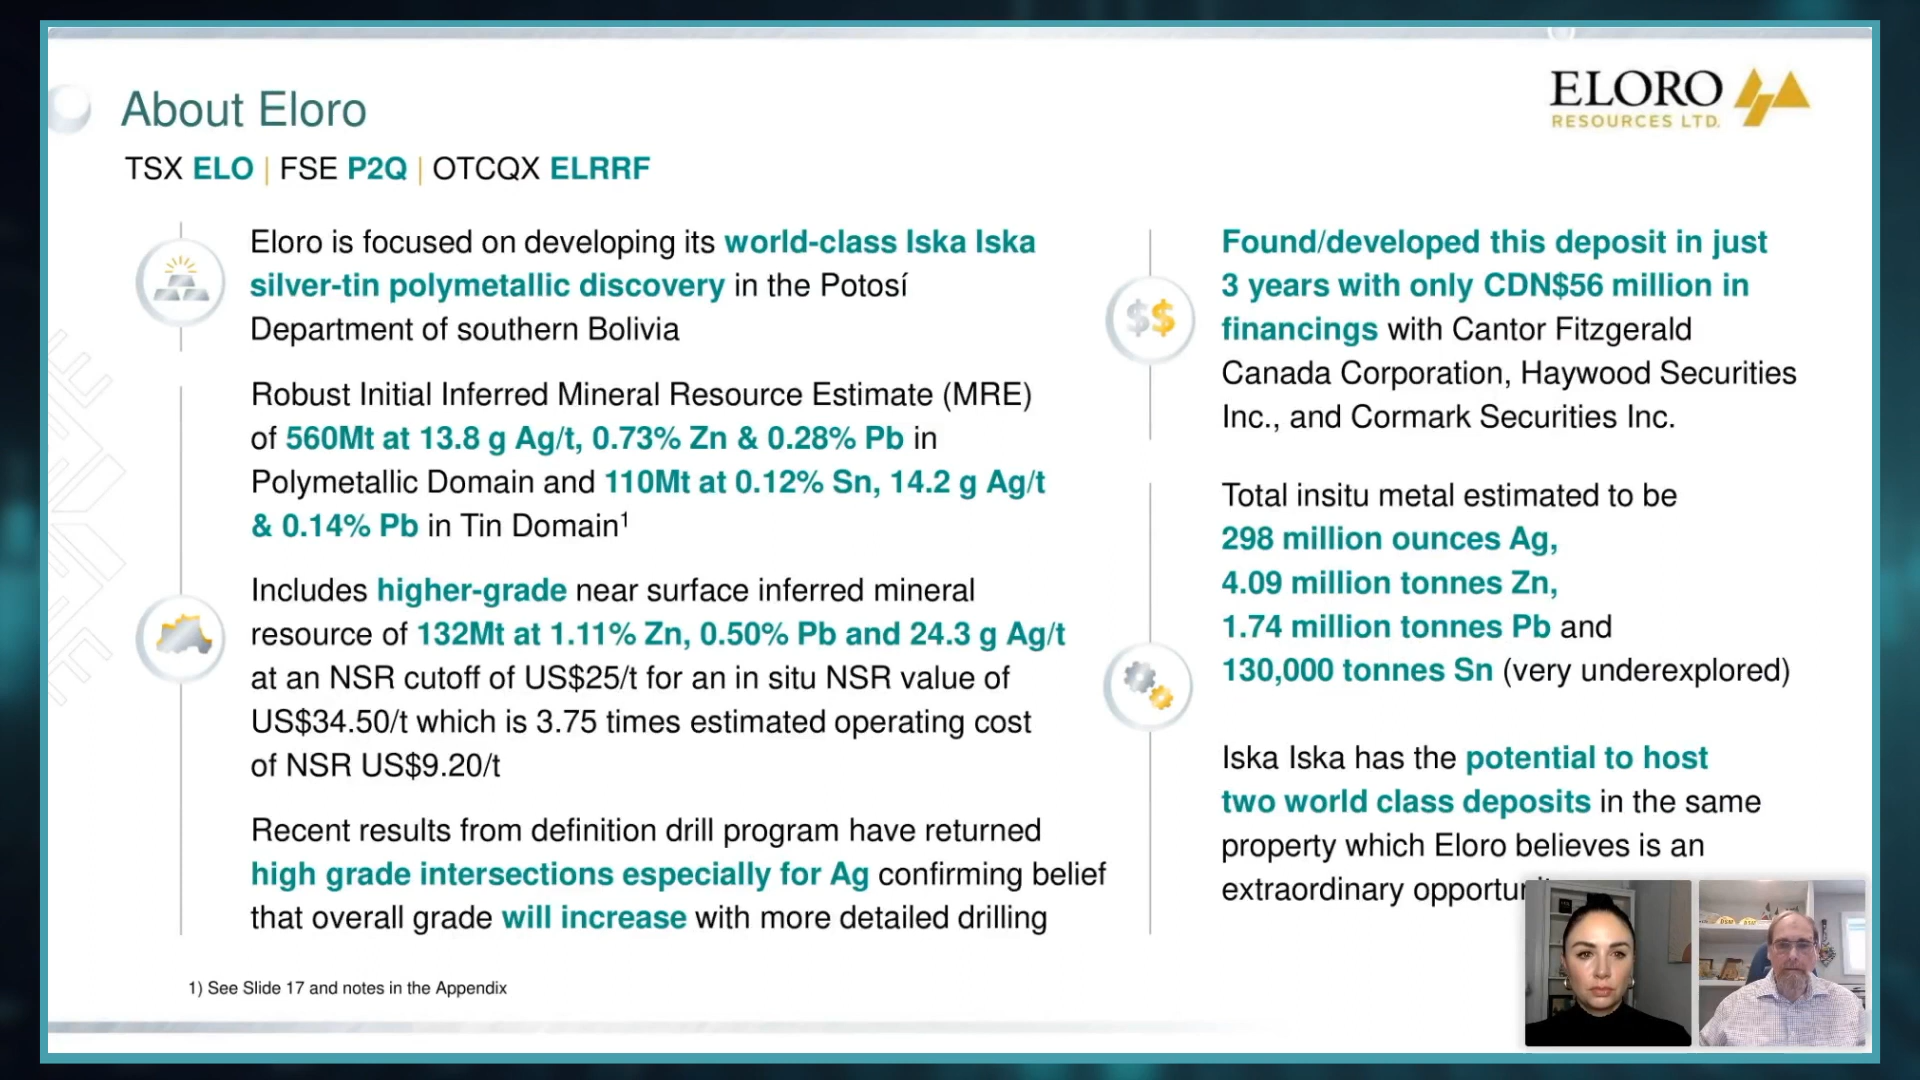 About Eloro
ELORO
RESOURCES LTD.
TSX ELO | FSE P2Q | OTCQX ELRRF
Eloro is focused on developing its world-class Iska Iska
silver-tin polymetallic discovery in the Potosí
Department of southern Bolivia
Robust Initial Inferred Mineral Resource Estimate (MRE)
of 560Mt at 13.8 g Ag/t, 0.73% Zn & 0.28% Pb in
Polymetallic Domain and 110Mt at 0.12% Sn, 14.2 g Ag/t
& 0.14% Pb in Tin Domain¹
Includes higher-grade near surface inferred mineral
resource of 132Mt at 1.11% Zn, 0.50% Pb and 24.3 g Ag/t
at an NSR cutoff of US$25/t for an in situ NSR value of
US$34.50/t which is 3.75 times estimated operating cost
of NSR US$9.20/t
Recent results from definition drill program have returned
high grade intersections especially for Ag confirming belief
that overall grade will increase with more detailed drilling
$$
Found/developed this deposit in just
3 years with only CDN$56 million in
financings with Cantor Fitzgerald
Canada Corporation, Haywood Securities
Inc., and Cormark Securities Inc.
Total insitu metal estimated to be
298 million ounces Ag,
4.09 million tonnes Zn,
1.74 million tonnes Pb and
130,000 tonnes Sn (very underexplored)
Iska Iska has the potential to host
two world class deposits in the same
property which Eloro believes is an
extraordinary
1) See Slide 17 and notes in the Appendix